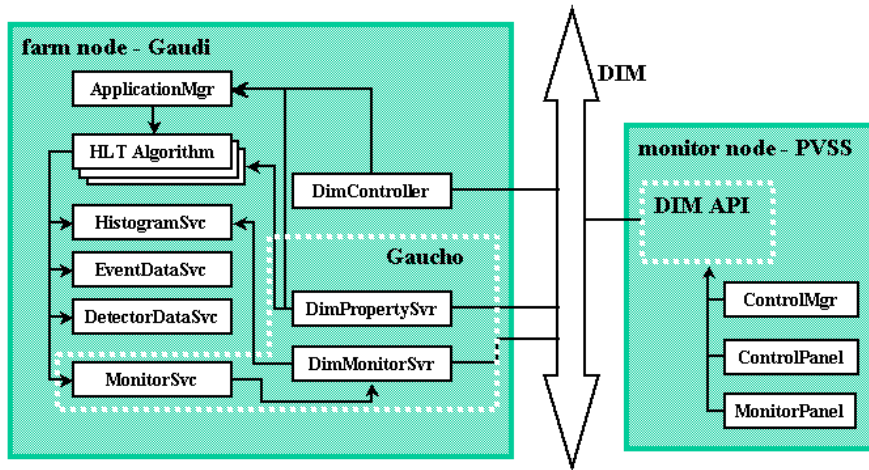 farm node - Gaudi
ApplicationMgr
HLT Algorithm
DimController
HistogramSvc
Gaucho
EventDataSvc
DetectorDataSvc
DimPropertySvr
DimMonitorSvr
MonitorSvc
DIM
monitor node - PVSS
DIM API
ControlMgr
ControlPanel
MonitorPanel